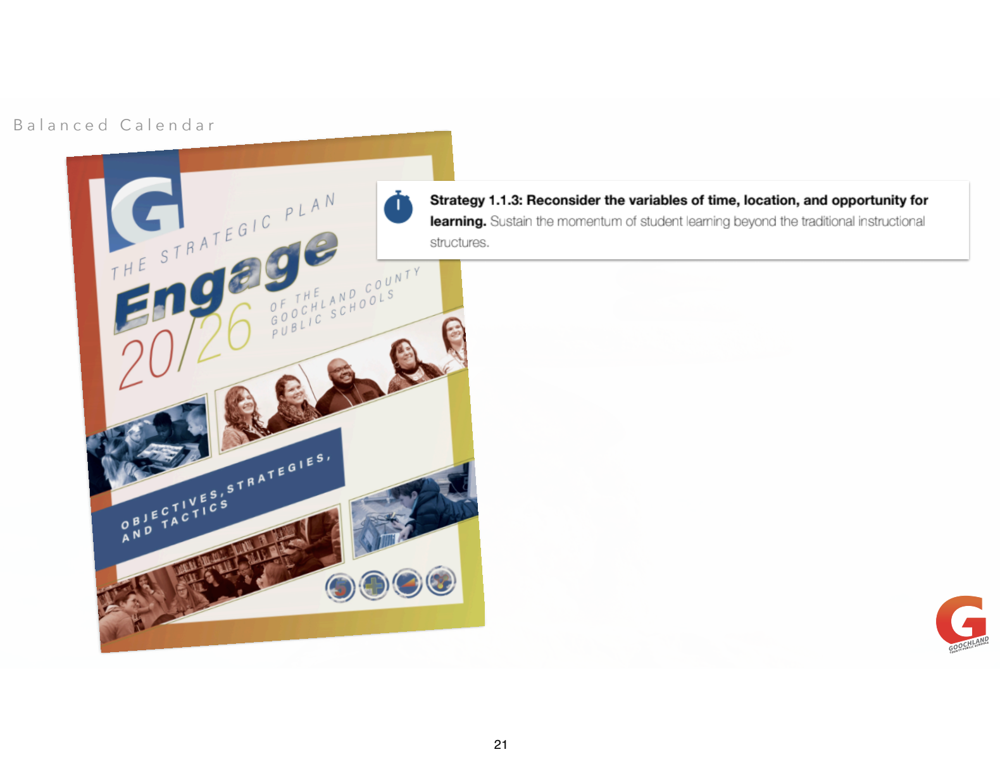 Balanced Calendar
G
THE STRATEGIC PLAN
Engage
20/26
OF THE
GOOCHLAND COUNTY
PUBLIC SCHOOLS
Strategy 1.1.3: Reconsider the variables of time, location, and opportunity for
learning. Sustain the momentum of student learning beyond the traditional instructional
structures.
OBJECTIVES, STRATEGIES,
AND TACTICS
5
G
GOOCHLAND
COUNTY PUBLIC SCHOOLS
21